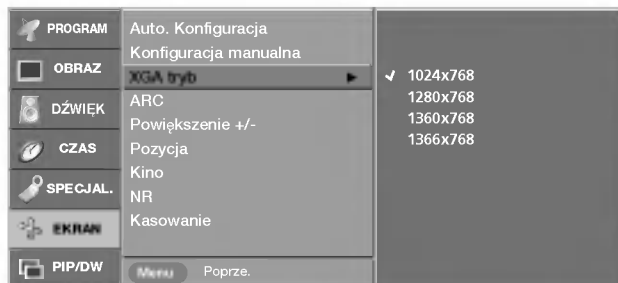 PROGRAM
OBRAZ
DŹWIĘK
CZAS
SPECJAL.
EKRAN
PIP/DW
Auto. Konfiguracja
Konfiguracja manualna
XGA tryb
ARC
Powiększenie +/-
Pozycja
Kino
NR
Kasowanie
Menu Poprze.
✓ 1024x768
1280x768
1360x768
1366x768